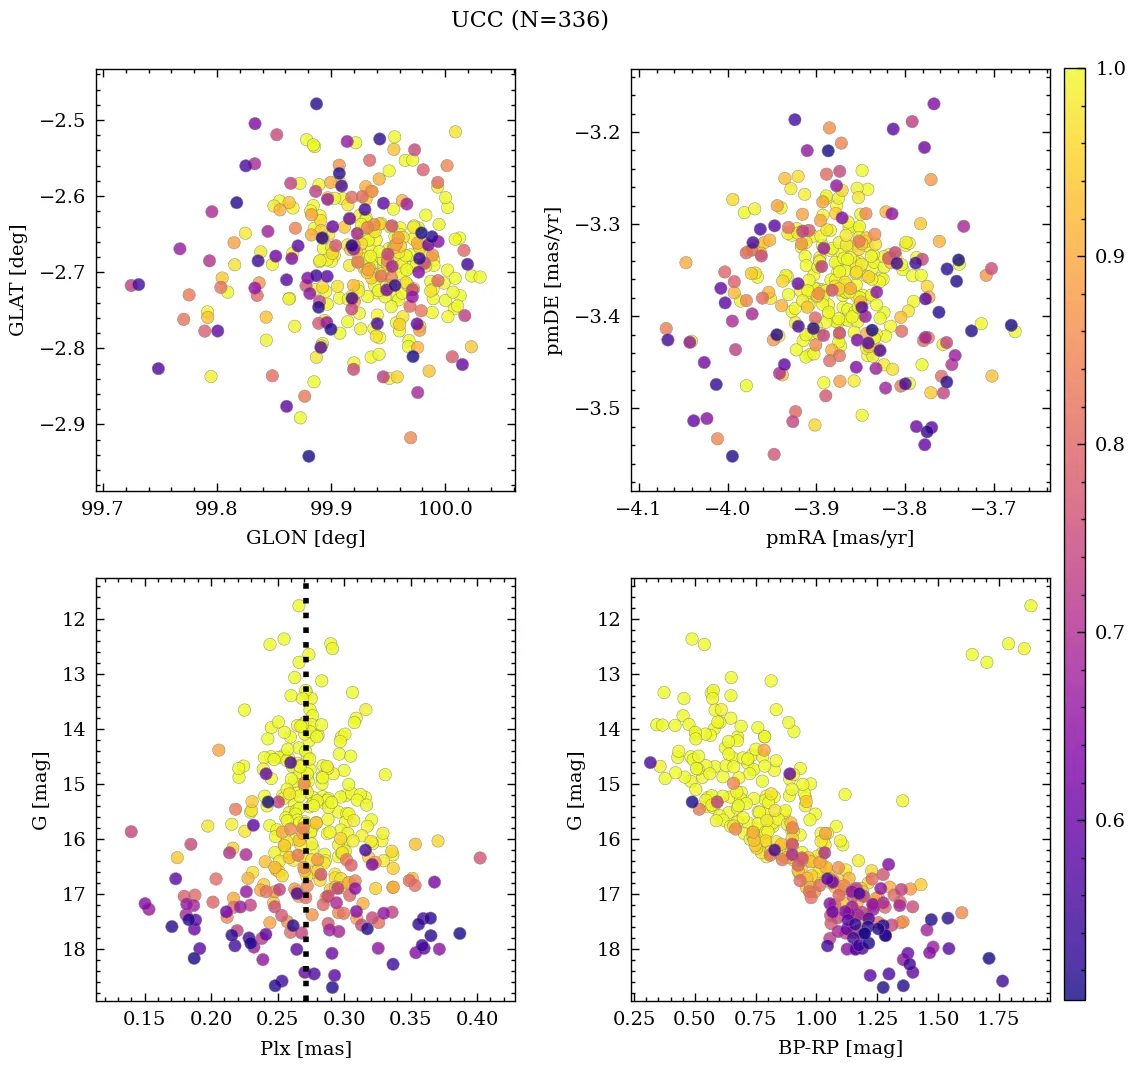 UCC (N=336)
−2.5
−2.6
−2.7
−2.8
−2.9
GLAT [deg]
99.7 99.8 99.9 100.0
GLON [deg]
−3.2
−3.3
−3.4
−3.5
pmDE [mas/yr]
−4.1 −4.0 −3.9 −3.8 −3.7
pmRA [mas/yr]
1.0
0.9
0.8
0.7
0.6
12
13
14
15
16
17
18
G [mag]
0.15 0.20 0.25 0.30 0.35 0.40
Plx [mas]
12
13
14
15
16
17
18
G [mag]
0.25 0.50 0.75 1.00 1.25 1.50 1.75
BP-RP [mag]